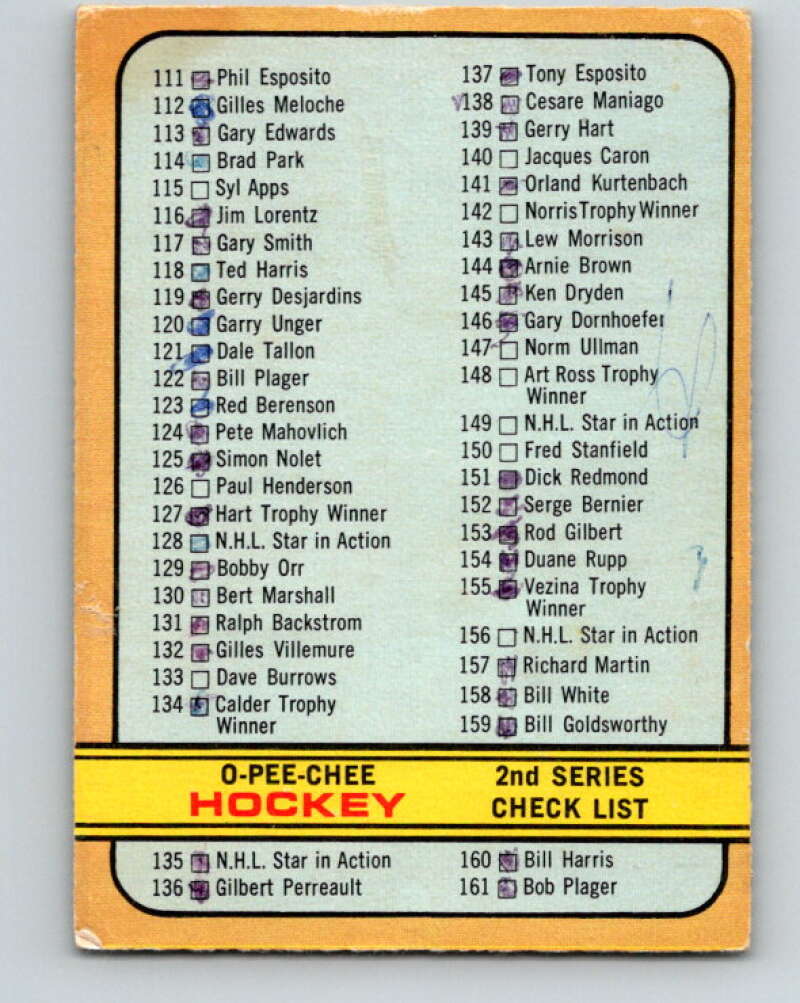 111 Phil Esposito
112 Gilles Meloche
113 Gary Edwards
114 Brad Park
115 Syl Apps
116 Jim Lorentz
117 Gary Smith
118 Ted Harris
119 Gerry Desjardins
120 Garry Unger
121 Dale Tallon
122 Bill Plager
123 Red Berenson
124 Pete Mahovlich
125 Simon Nolet
126 Paul Henderson
127 Hart Trophy Winner
128 N.H.L. Star in Action
129 Bobby Orr
130 Bert Marshall
131 Ralph Backstrom
132 Gilles Villemure
133 Dave Burrows
134 Calder Trophy
Winner
137 Tony Esposito
138 Cesare Maniago
139 Gerry Hart
140 Jacques Caron
141 Orland Kurtenbach
142 Norris Trophy Winner
143 Lew Morrison
144 Arnie Brown
145 Ken Dryden
146 Gary Dornhoefer
147 Norm Ullman
148 Art Ross Trophy
Winner
149 N.H.L. Star in Action
150 Fred Stanfield
151 Dick Redmond
152 Serge Bernier
153 Rod Gilbert
154 Duane Rupp
155 Vezina Trophy
Winner
156 N.H.L. Star in Action
157 Richard Martin
158 Bill White
159 Bill Goldsworthy
O-PEE-CHEE
HOCKEY
2nd SERIES
CHECK LIST
135 N.H.L. Star in Action
136 Gilbert Perreault
160 Bill Harris
161 Bob Plager